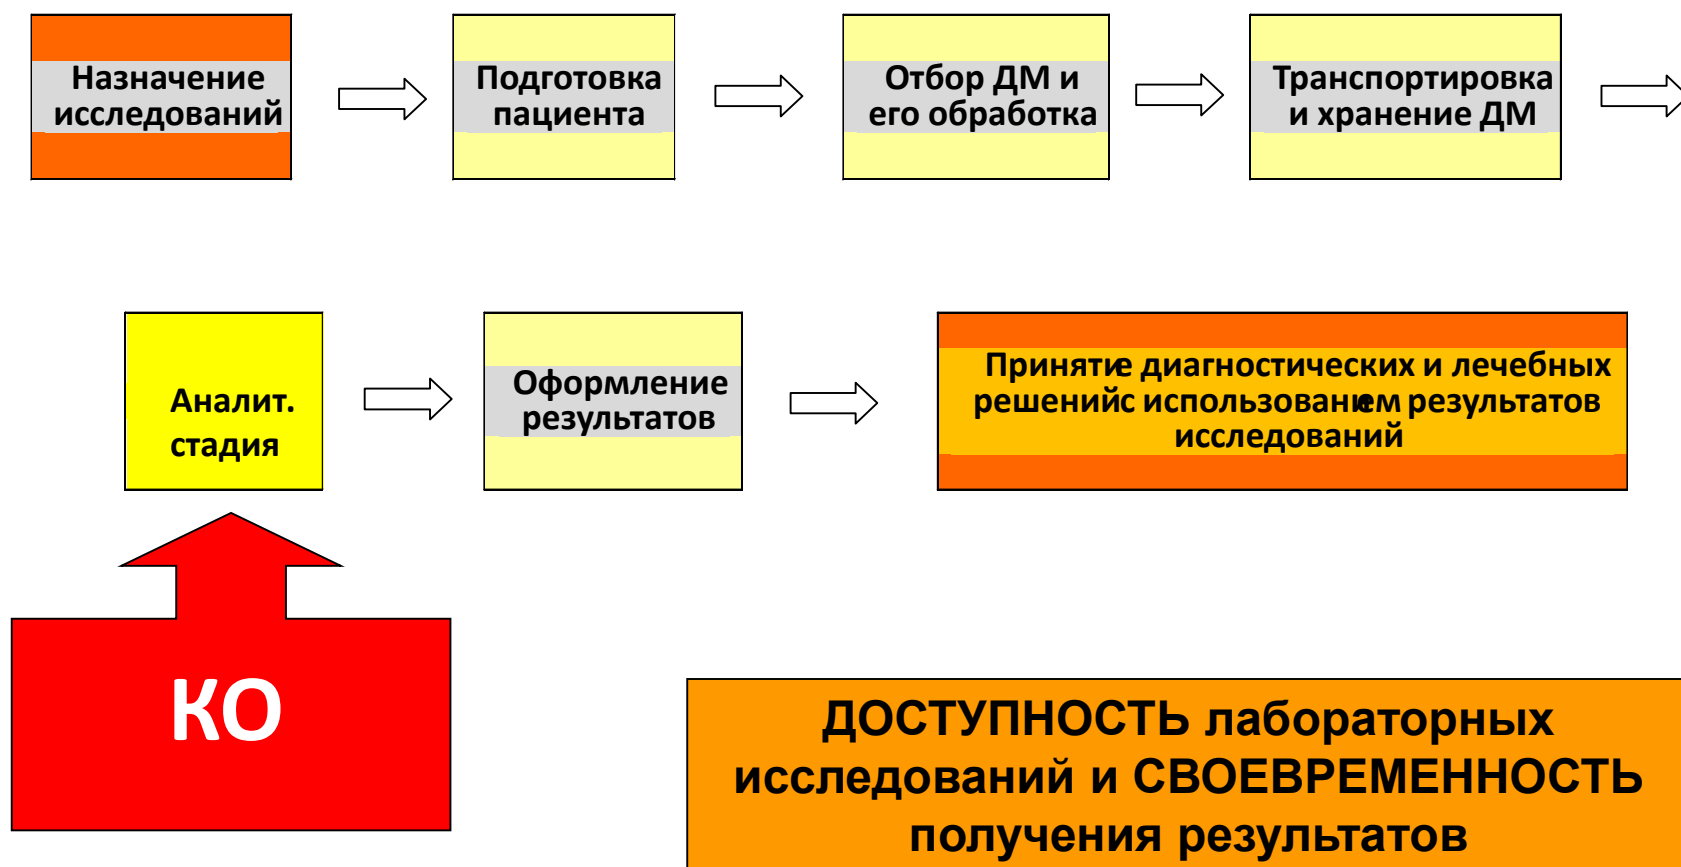 Назначение
исследований
Подготовка
пациента
Отбор ДМ и
его обработка
Транспортировка
и хранение ДМ
Аналит.
стадия
Оформление
результатов
Принятие диагностических и лечебных
решенийс использованием результатов
исследований
КО
ДОСТУПНОСТЬ лабораторных
исследований и СВОЕВРЕМЕННОСТЬ
получения результатов